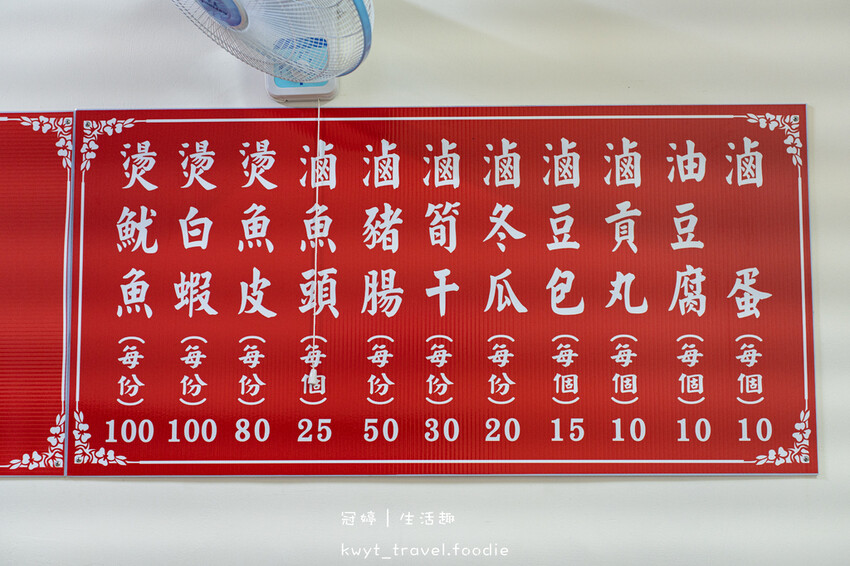 滷蛋(每個)10
油豆腐(每個)10
滷貢丸(每個)10
滷豆包(每個)15
滷冬瓜(每份)20
滷筍干(每份)30
滷豬腸(每份)50
滷魚頭(每個)25
燙魚皮(每份)80
燙白蝦(每份)100
燙魷魚(每份)100
冠婷|生活趣
kwyt_travel.foodie